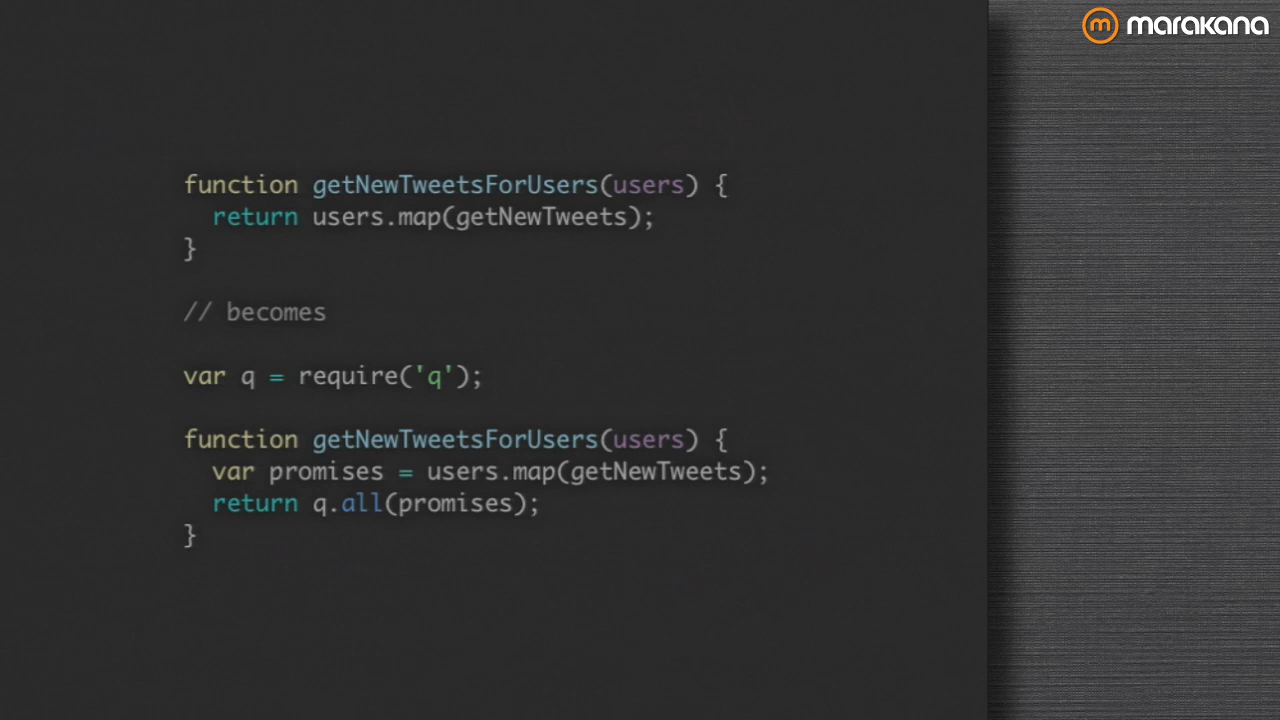 marakana
function getNewTweetsForUsers(users) {
  return users.map(getNewTweets);
}
// becomes
var q = require('q');
function getNewTweetsForUsers(users) {
  var promises = users.map(getNewTweets);
  return q.all(promises);
}